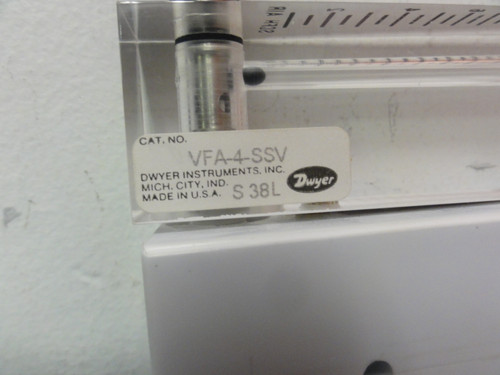 CAT. NO.
VFA-4-SSV
DWYER INSTRUMENTS, INC.
MICH. CITY, IND.
MADE IN U.S.A. S 38L
Dwyer